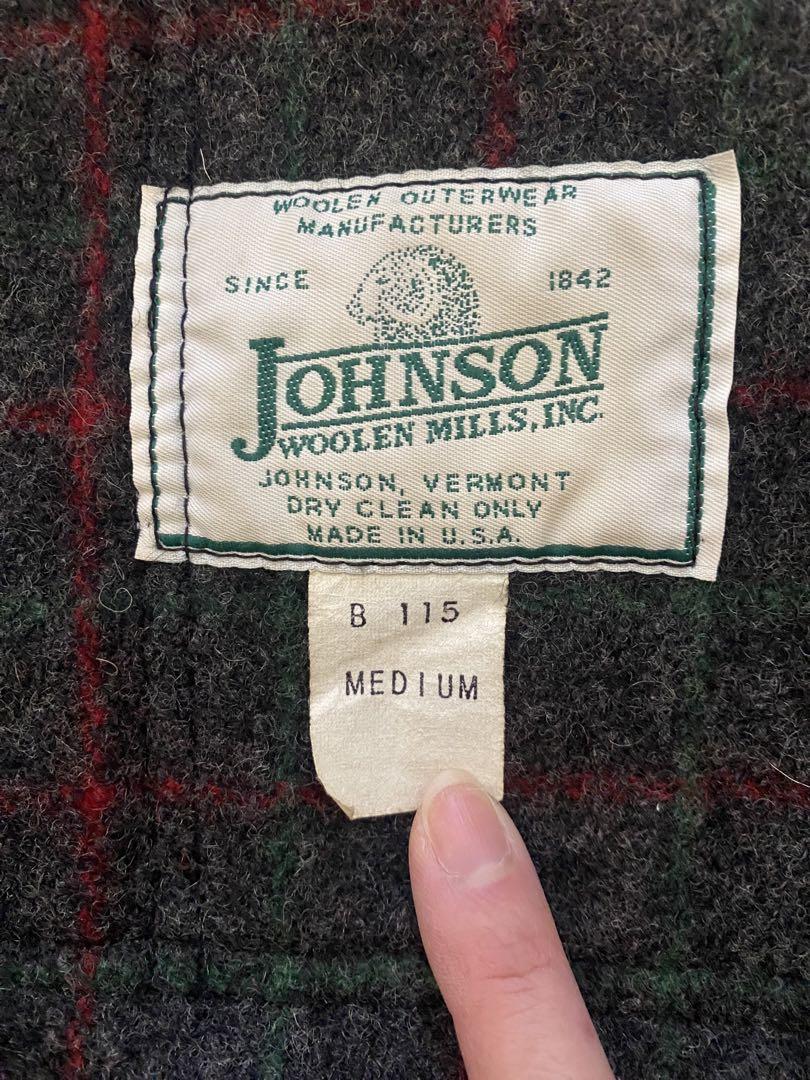 WOOLEN OUTERWEAR
MANUFACTURERS
SINCE 1842
JOHNSON
WOOLEN MILLS, INC.
JOHNSON, VERMONT
DRY CLEAN ONLY
MADE IN U.S.A.
B 115
MEDIUM